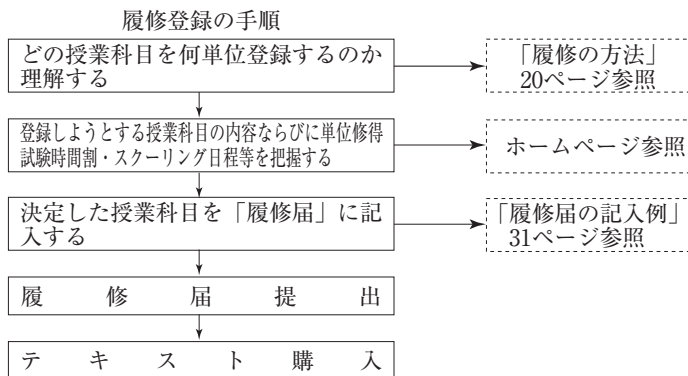 履修登録の手順
どの授業科目を何単位登録するのか
理解する
「履修の方法」
20ページ参照
登録しようとする授業科目の内容ならびに単位修得
試験時間割・スクーリング日程等を把握する
ホームページ参照
決定した授業科目を「履修届」に記
入する
「履修届の記入例」
31ページ参照
履修届提出
テキスト購入